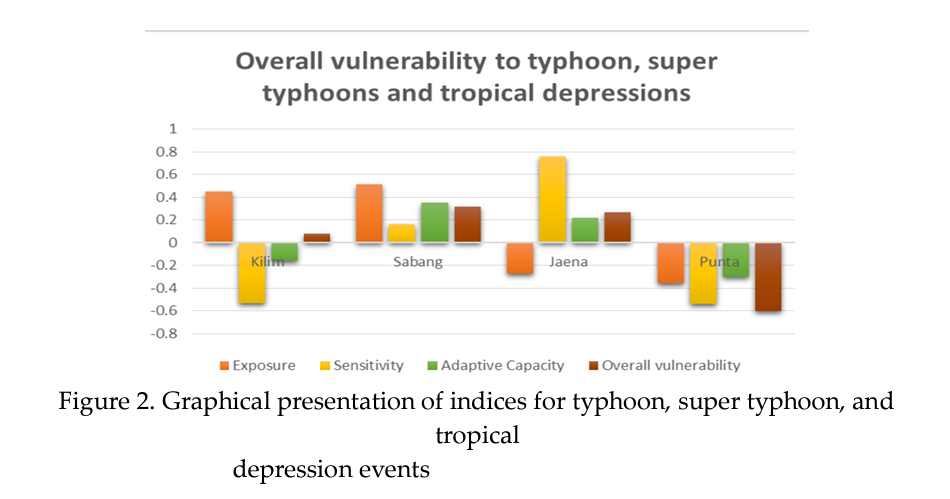 Overall vulnerability to typhoon, super
typhoons and tropical depressions
1
0.8
0.6
0.4
0.2
0
-0.2
-0.4
-0.6
-0.8
Kilim
Sabang
Jaena
Punta
Exposure
Sensitivity
Adaptive Capacity
Overall vulnerability
Figure 2. Graphical presentation of indices for typhoon, super typhoon, and
tropical
depression events